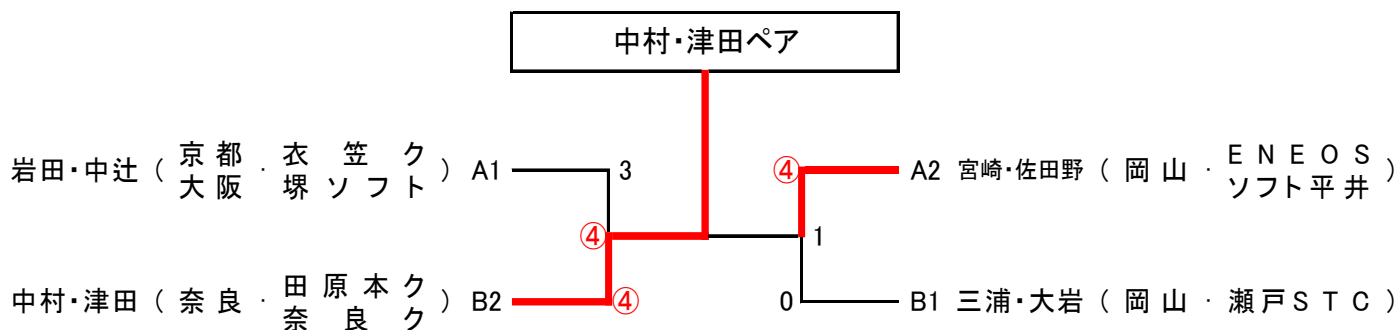 中村・津田ペア
岩田・中辻 ( 京都 ・ 衣笠ク
大阪 堺ソフト ) A1
3
④
A2 宮崎・佐田野 ( 岡山 ・ ENEOS
ソフト平井 )
④
1
中村・津田 ( 奈良 ・ 田原本ク
奈良ク ) B2
④
0
B1 三浦・大岩 ( 岡山 ・ 瀬戸STC )